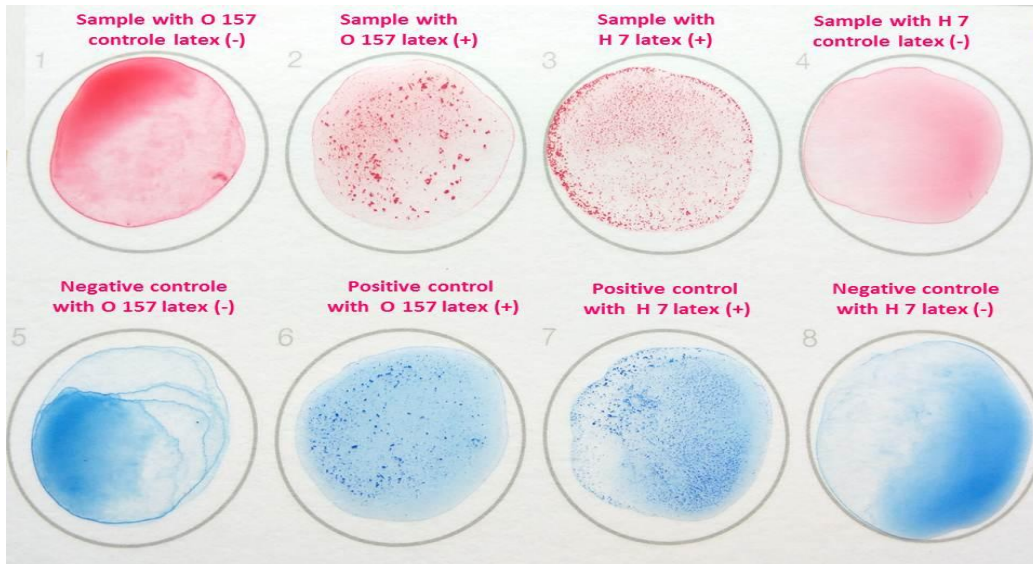 Sample with O 157
controle latex (-)
Sample with
O 157 latex (+)
Sample with
H 7 latex (+)
Sample with H 7
controle latex (-)
1
2
3
4
Negative controle
with O 157 latex (-)
Positive control
with O 157 latex (+)
Positive control
with H 7 latex (+)
Negative controle
with H 7 latex (-)
5
6
7
8